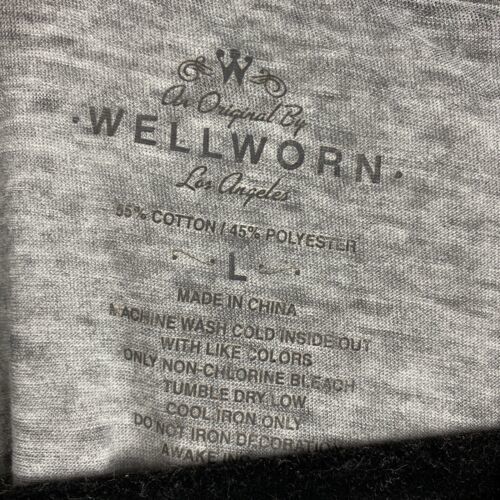 W
An Original By
·WELLWORN·
Los Angeles
55% COTTON / 45% POLYESTER
L
MADE IN CHINA
MACHINE WASH COLD INSIDE OUT
WITH LIKE COLORS
ONLY NON-CHLORINE BLEACH
TUMBLE DRY LOW
COOL IRON ONLY
DO NOT IRON DECORATION
AWAKE